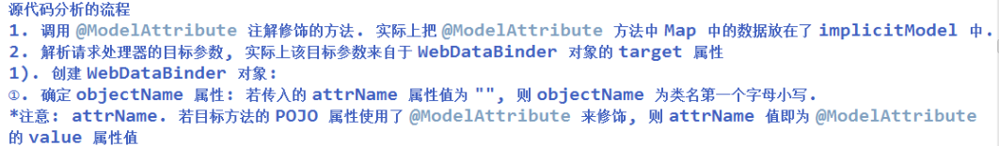 源代码分析的流程
1. 调用 @ModelAttribute 注解修饰的方法. 实际上把 @ModelAttribute 方法中 Map 中的数据放在了 implicitModel 中.
2. 解析请求处理器的目标参数, 实际上该目标参数来自于 WebDataBinder 对象的 target 属性
1). 创建 WebDataBinder 对象:
①. 确定 objectName 属性: 若传入的 attrName 属性值为 "", 则 objectName 为类名第一个字母小写.
*注意: attrName. 若目标方法的 POJO 属性使用了 @ModelAttribute 来修饰, 则 attrName 值即为 @ModelAttribute
的 value 属性值